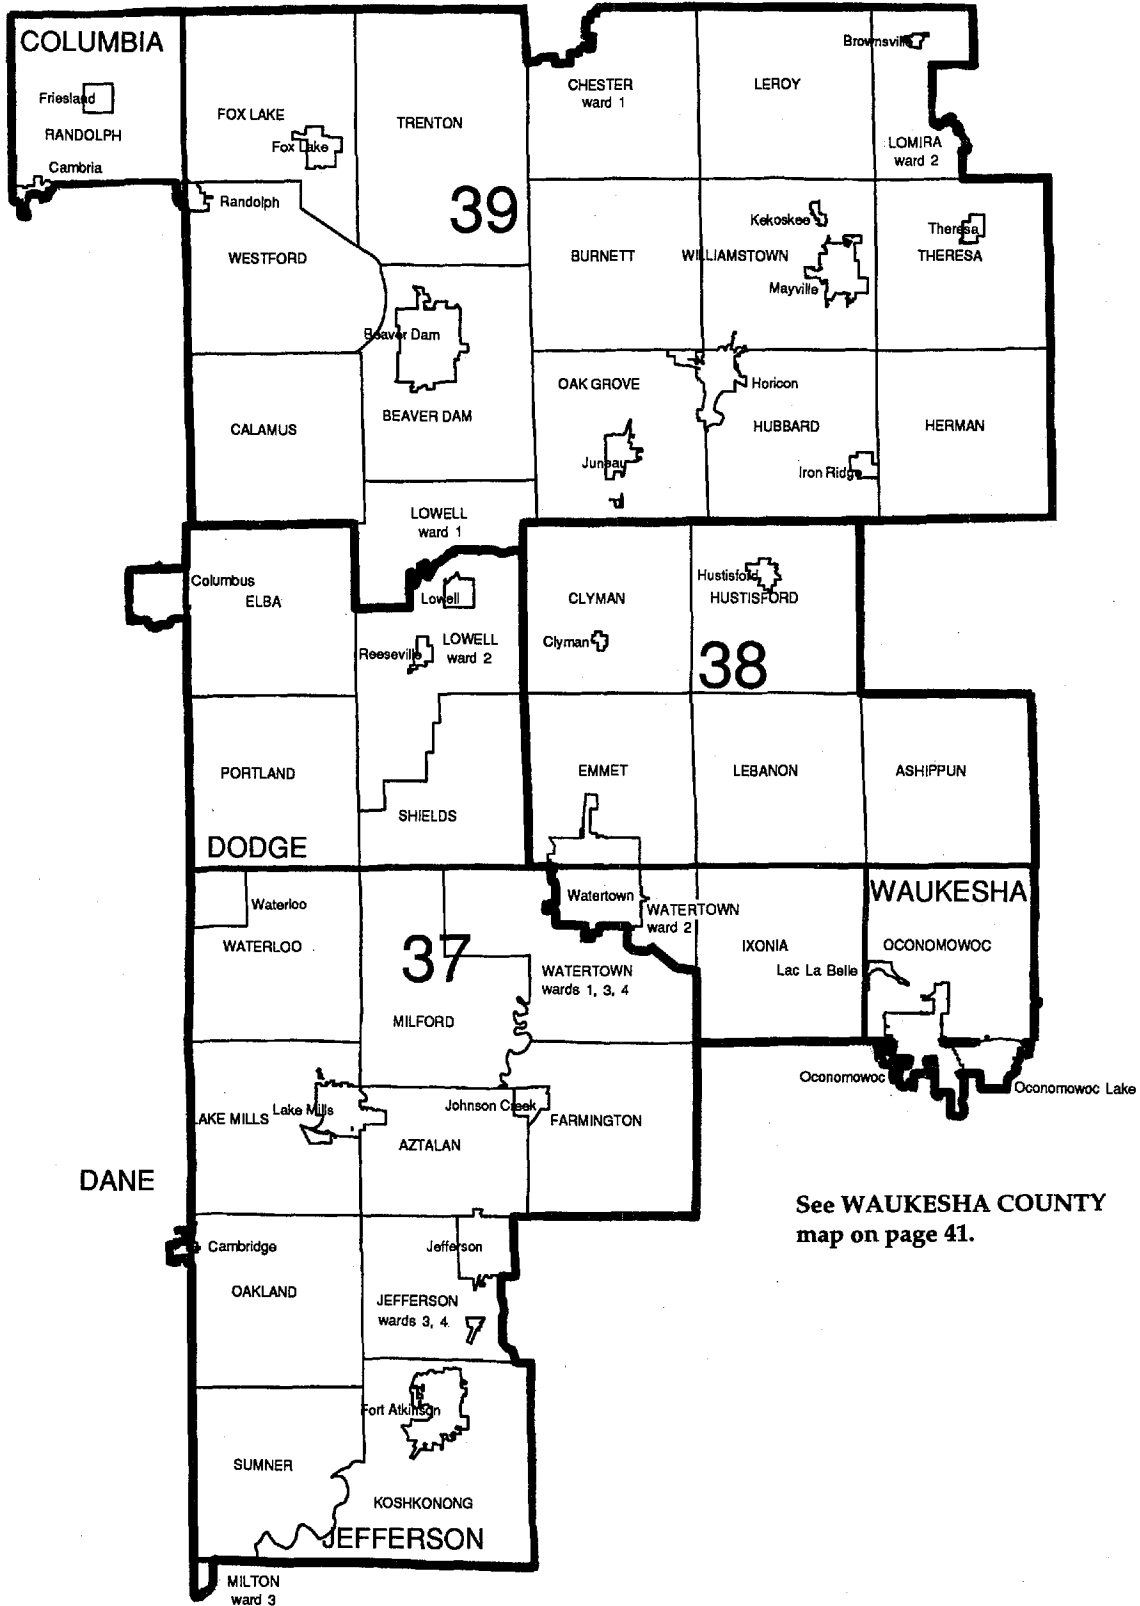 COLUMBIA
Brownsville
Friesland
CHESTER
ward 1
LEROY
FOX LAKE
TRENTON
RANDOLPH
Fox Lake
LOMIRA
ward 2
Cambria
Randolph
39
Kekoskee
Theresa
WESTFORD
BURNETT
WILLIAMSTOWN
THERESA
Mayville
Beaver Dam
OAK GROVE
Horicon
BEAVER DAM
CALAMUS
HUBBARD
HERMAN
Juneau
Iron Ridge
LOWELL
ward 1
Columbus
ELBA
Lowell
CLYMAN
Hustisford
HUSTISFORD
Reeseville
LOWELL
ward 2
Clyman
38
PORTLAND
EMMET
LEBANON
ASHIPPUN
SHIELDS
DODGE
Waterloo
Watertown
WAUKESHA
WATERTOWN
ward 2
WATERLOO
37
IXONIA
OCONOMOWOC
WATERTOWN
wards 1, 3, 4
Lac La Belle
MILFORD
Oconomowoc
Oconomowoc Lake
LAKE MILLS
Lake Mills
Johnson Creek
AZTALAN
FARMINGTON
DANE
See WAUKESHA COUNTY
map on page 41.
Cambridge
Jefferson
OAKLAND
JEFFERSON
wards 3, 4
Fort Atkinson
SUMNER
KOSHKONONG
JEFFERSON
MILTON
ward 3